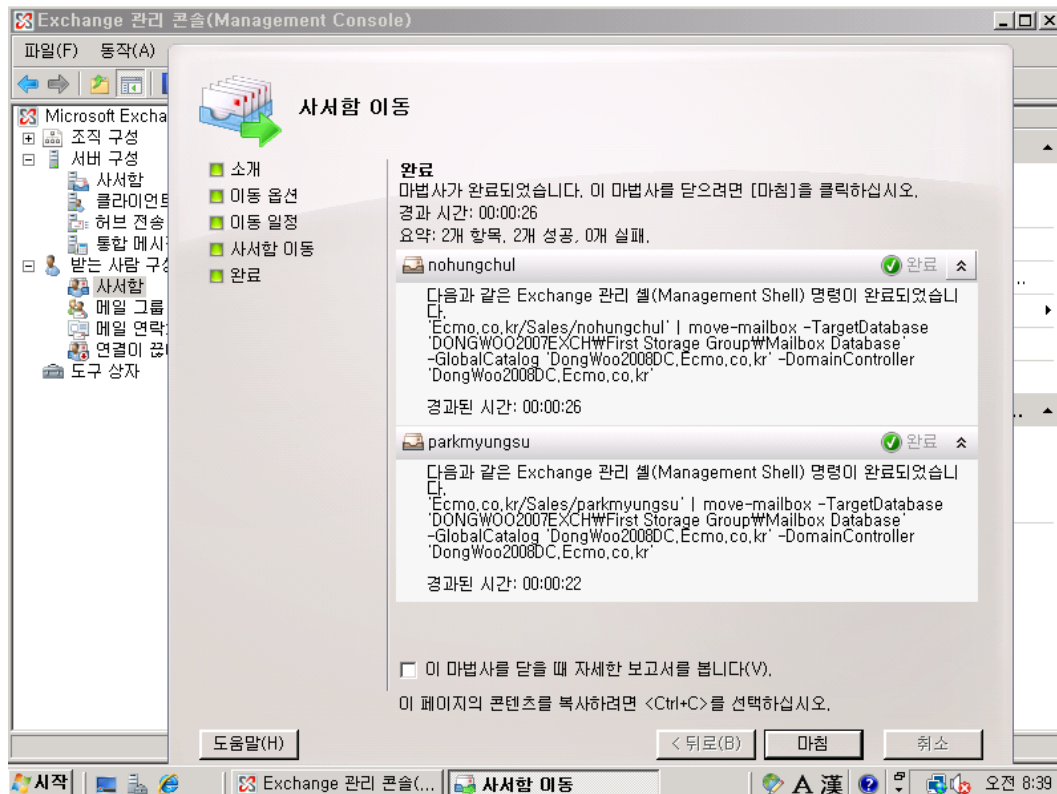 Exchange 관리 콘솔(Management Console)
파일(F) 동작(A)
Microsoft Excha
조직 구성
서버 구성
사서함
클라이언트
허브 전송
통합 메시
받는 사람 구성
사서함
메일 그룹
메일 연락
연결이 끊
도구 상자
사서함 이동
소개
이동 옵션
이동 일정
사서함 이동
완료
완료
마법사가 완료되었습니다. 이 마법사를 닫으려면 [마침]을 클릭하십시오.
경과 시간: 00:00:26
요약: 2개 항목. 2개 성공, 0개 실패.
nohungchul 완료
다음과 같은 Exchange 관리 셸(Management Shell) 명령이 완료되었습니
다.
'Ecmo.co.kr/Sales/nohungchul' | move-mailbox -TargetDatabase
'DONGWOO2007EXCH₩First Storage Group₩Mailbox Database'
-GlobalCatalog 'DongWoo2008DC.Ecmo.co.kr' -DomainController
'DongWoo2008DC.Ecmo.co.kr'
경과된 시간: 00:00:26
parkmyungsu 완료
다음과 같은 Exchange 관리 셸(Management Shell) 명령이 완료되었습니
다.
'Ecmo.co.kr/Sales/parkmyungsu' | move-mailbox -TargetDatabase
'DONGWOO2007EXCH₩First Storage Group₩Mailbox Database'
-GlobalCatalog 'DongWoo2008DC.Ecmo.co.kr' -DomainController
'DongWoo2008DC.Ecmo.co.kr'
경과된 시간: 00:00:22
이 마법사를 닫을 때 자세한 보고서를 봅니다(V).
이 페이지의 콘텐츠를 복사하려면 <Ctrl+C>를 선택하십시오.
도움말(H) < 뒤로(B) 마침 취소
시작 Exchange 관리 콘솔(... 사서함 이동 A 漢 오전 8:39